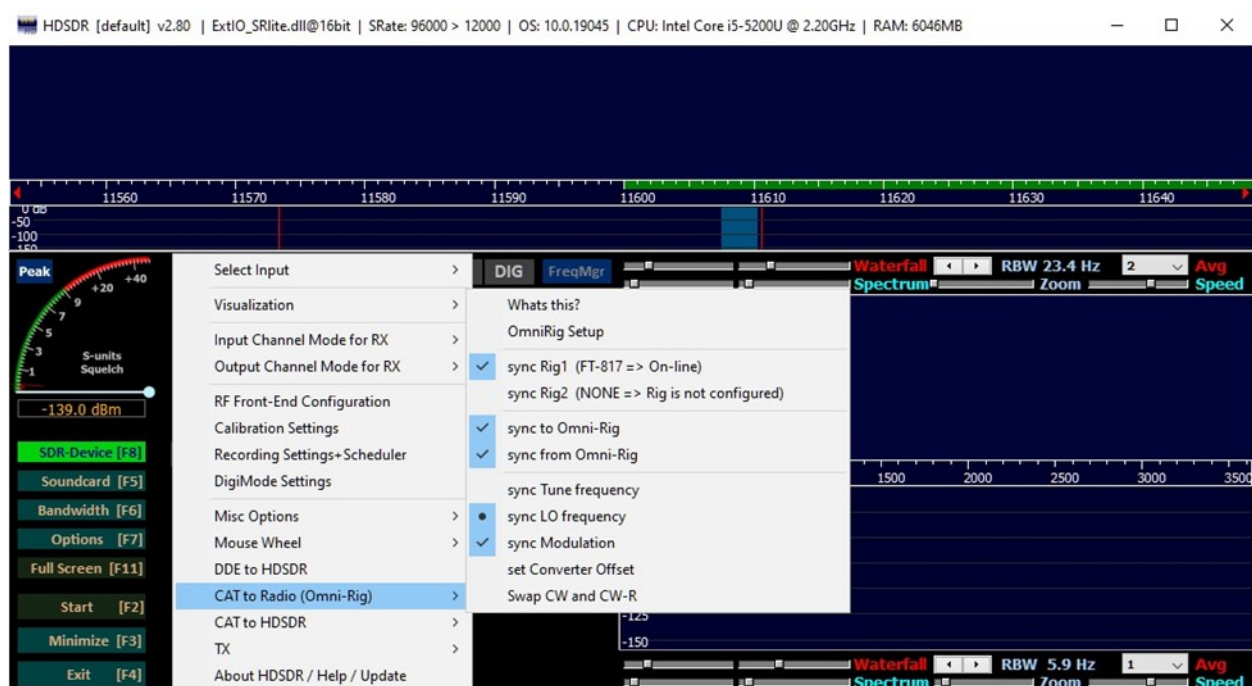 HDSDR [default] v2.80 | ExtIO_SRlite.dll@16bit | SRate: 96000 > 12000 | OS: 10.0.19045 | CPU: Intel Core i5-5200U @ 2.20GHz | RAM: 6046MB
11560 11570 11580 11590 11600 11610 11620 11630 11640
0 dB
-50
-100
-150
Peak
1 3 5 7 9 +20 +40
S-units
Squelch
-139.0 dBm
DIG FreqMgr
Waterfall RBW 23.4 Hz 2 Avg
Spectrum Zoom Speed
SDR-Device [F8]
Soundcard [F5]
Bandwidth [F6]
Options [F7]
Full Screen [F11]
Start [F2]
Minimize [F3]
Exit [F4]
Select Input
Visualization
Input Channel Mode for RX
Output Channel Mode for RX
RF Front-End Configuration
Calibration Settings
Recording Settings+Scheduler
DigiMode Settings
Misc Options
Mouse Wheel
DDE to HDSDR
CAT to Radio (Omni-Rig)
CAT to HDSDR
TX
About HDSDR / Help / Update
Whats this?
OmniRig Setup
sync Rig1 (FT-817 => On-line)
sync Rig2 (NONE => Rig is not configured)
sync to Omni-Rig
sync from Omni-Rig
sync Tune frequency
sync LO frequency
sync Modulation
set Converter Offset
Swap CW and CW-R
1500 2000 2500 3000 3500
-125
-150
Waterfall RBW 5.9 Hz 1 Avg
Spectrum Zoom Speed